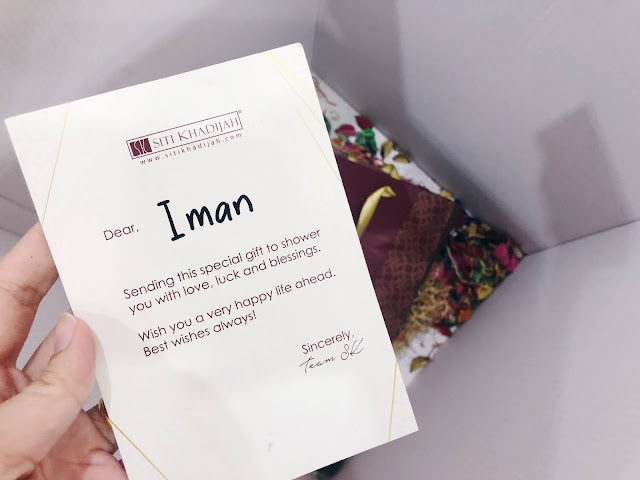 SK SITI KHADIJAH®
www.sitikhadijah.com
Dear, Iman
Sending this special gift to shower
you with love, luck and blessings.
Wish you a very happy life ahead.
Best wishes always!
Sincerely,
team SK